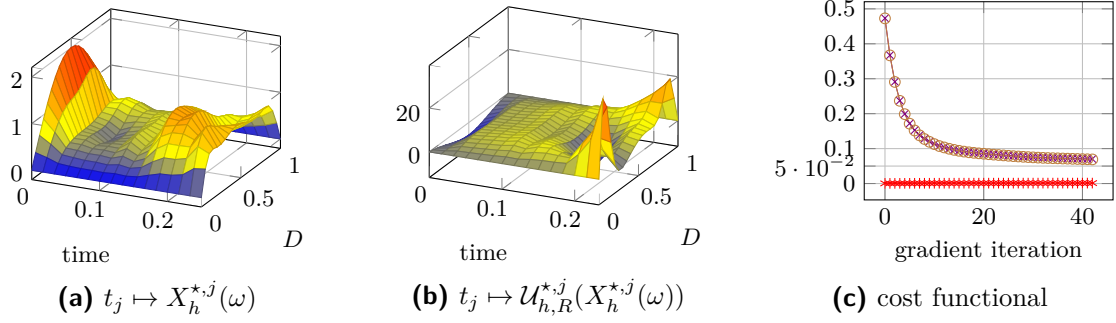 2
1
0
0
0.1
0.2
0
0.5
1
time
D
(a) t_j ↦ X_h^{⋆,j}(ω)
20
0
0
0.1
0.2
0
0.5
1
time
D
(b) t_j ↦ 𝒰_{h,R}^{⋆,j}(X_h^{⋆,j}(ω))
0.5
0.4
0.3
0.2
0.1
5 · 10^{−2}
0
0
20
40
gradient iteration
(c) cost functional